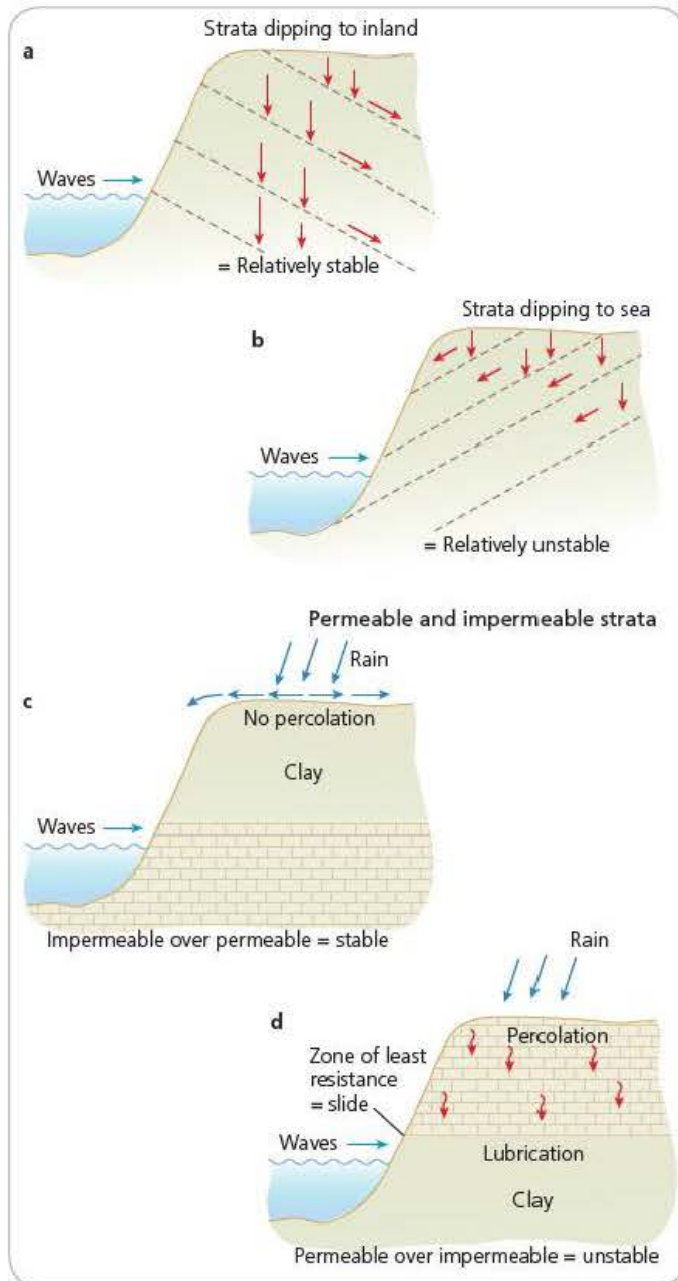 Strata dipping to inland
a
Waves
= Relatively stable
Strata dipping to sea
b
Waves
= Relatively unstable
Permeable and impermeable strata
Rain
c
No percolation
Clay
Waves
Impermeable over permeable = stable
Rain
d
Percolation
Zone of least
resistance
= slide
Waves
Lubrication
Clay
Permeable over impermeable = unstable